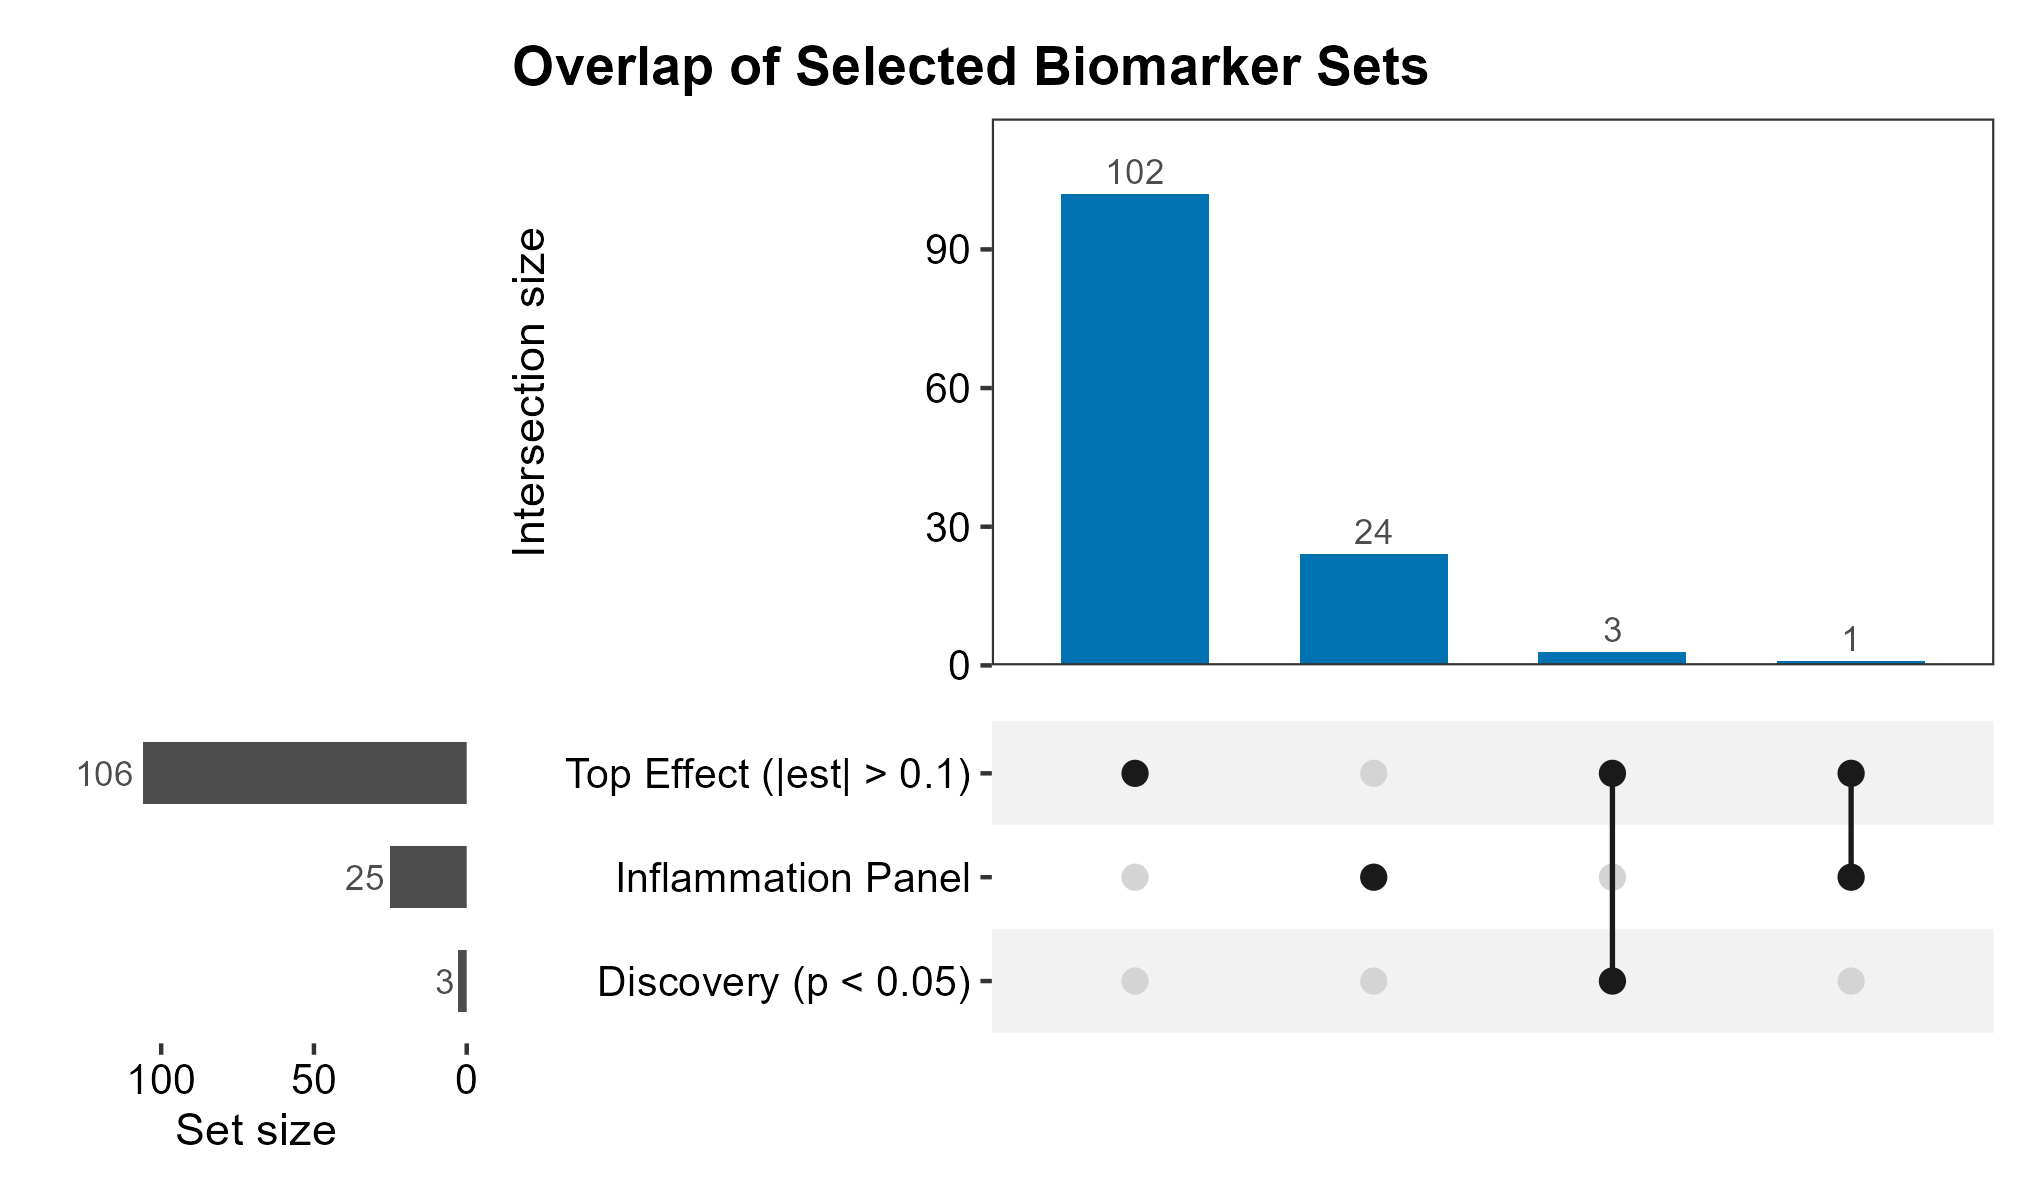 Overlap of Selected Biomarker Sets
Intersection size
102
24
3
1
90
60
30
0
106
25
3
Top Effect (|est| > 0.1)
Inflammation Panel
Discovery (p < 0.05)
100 50 0
Set size